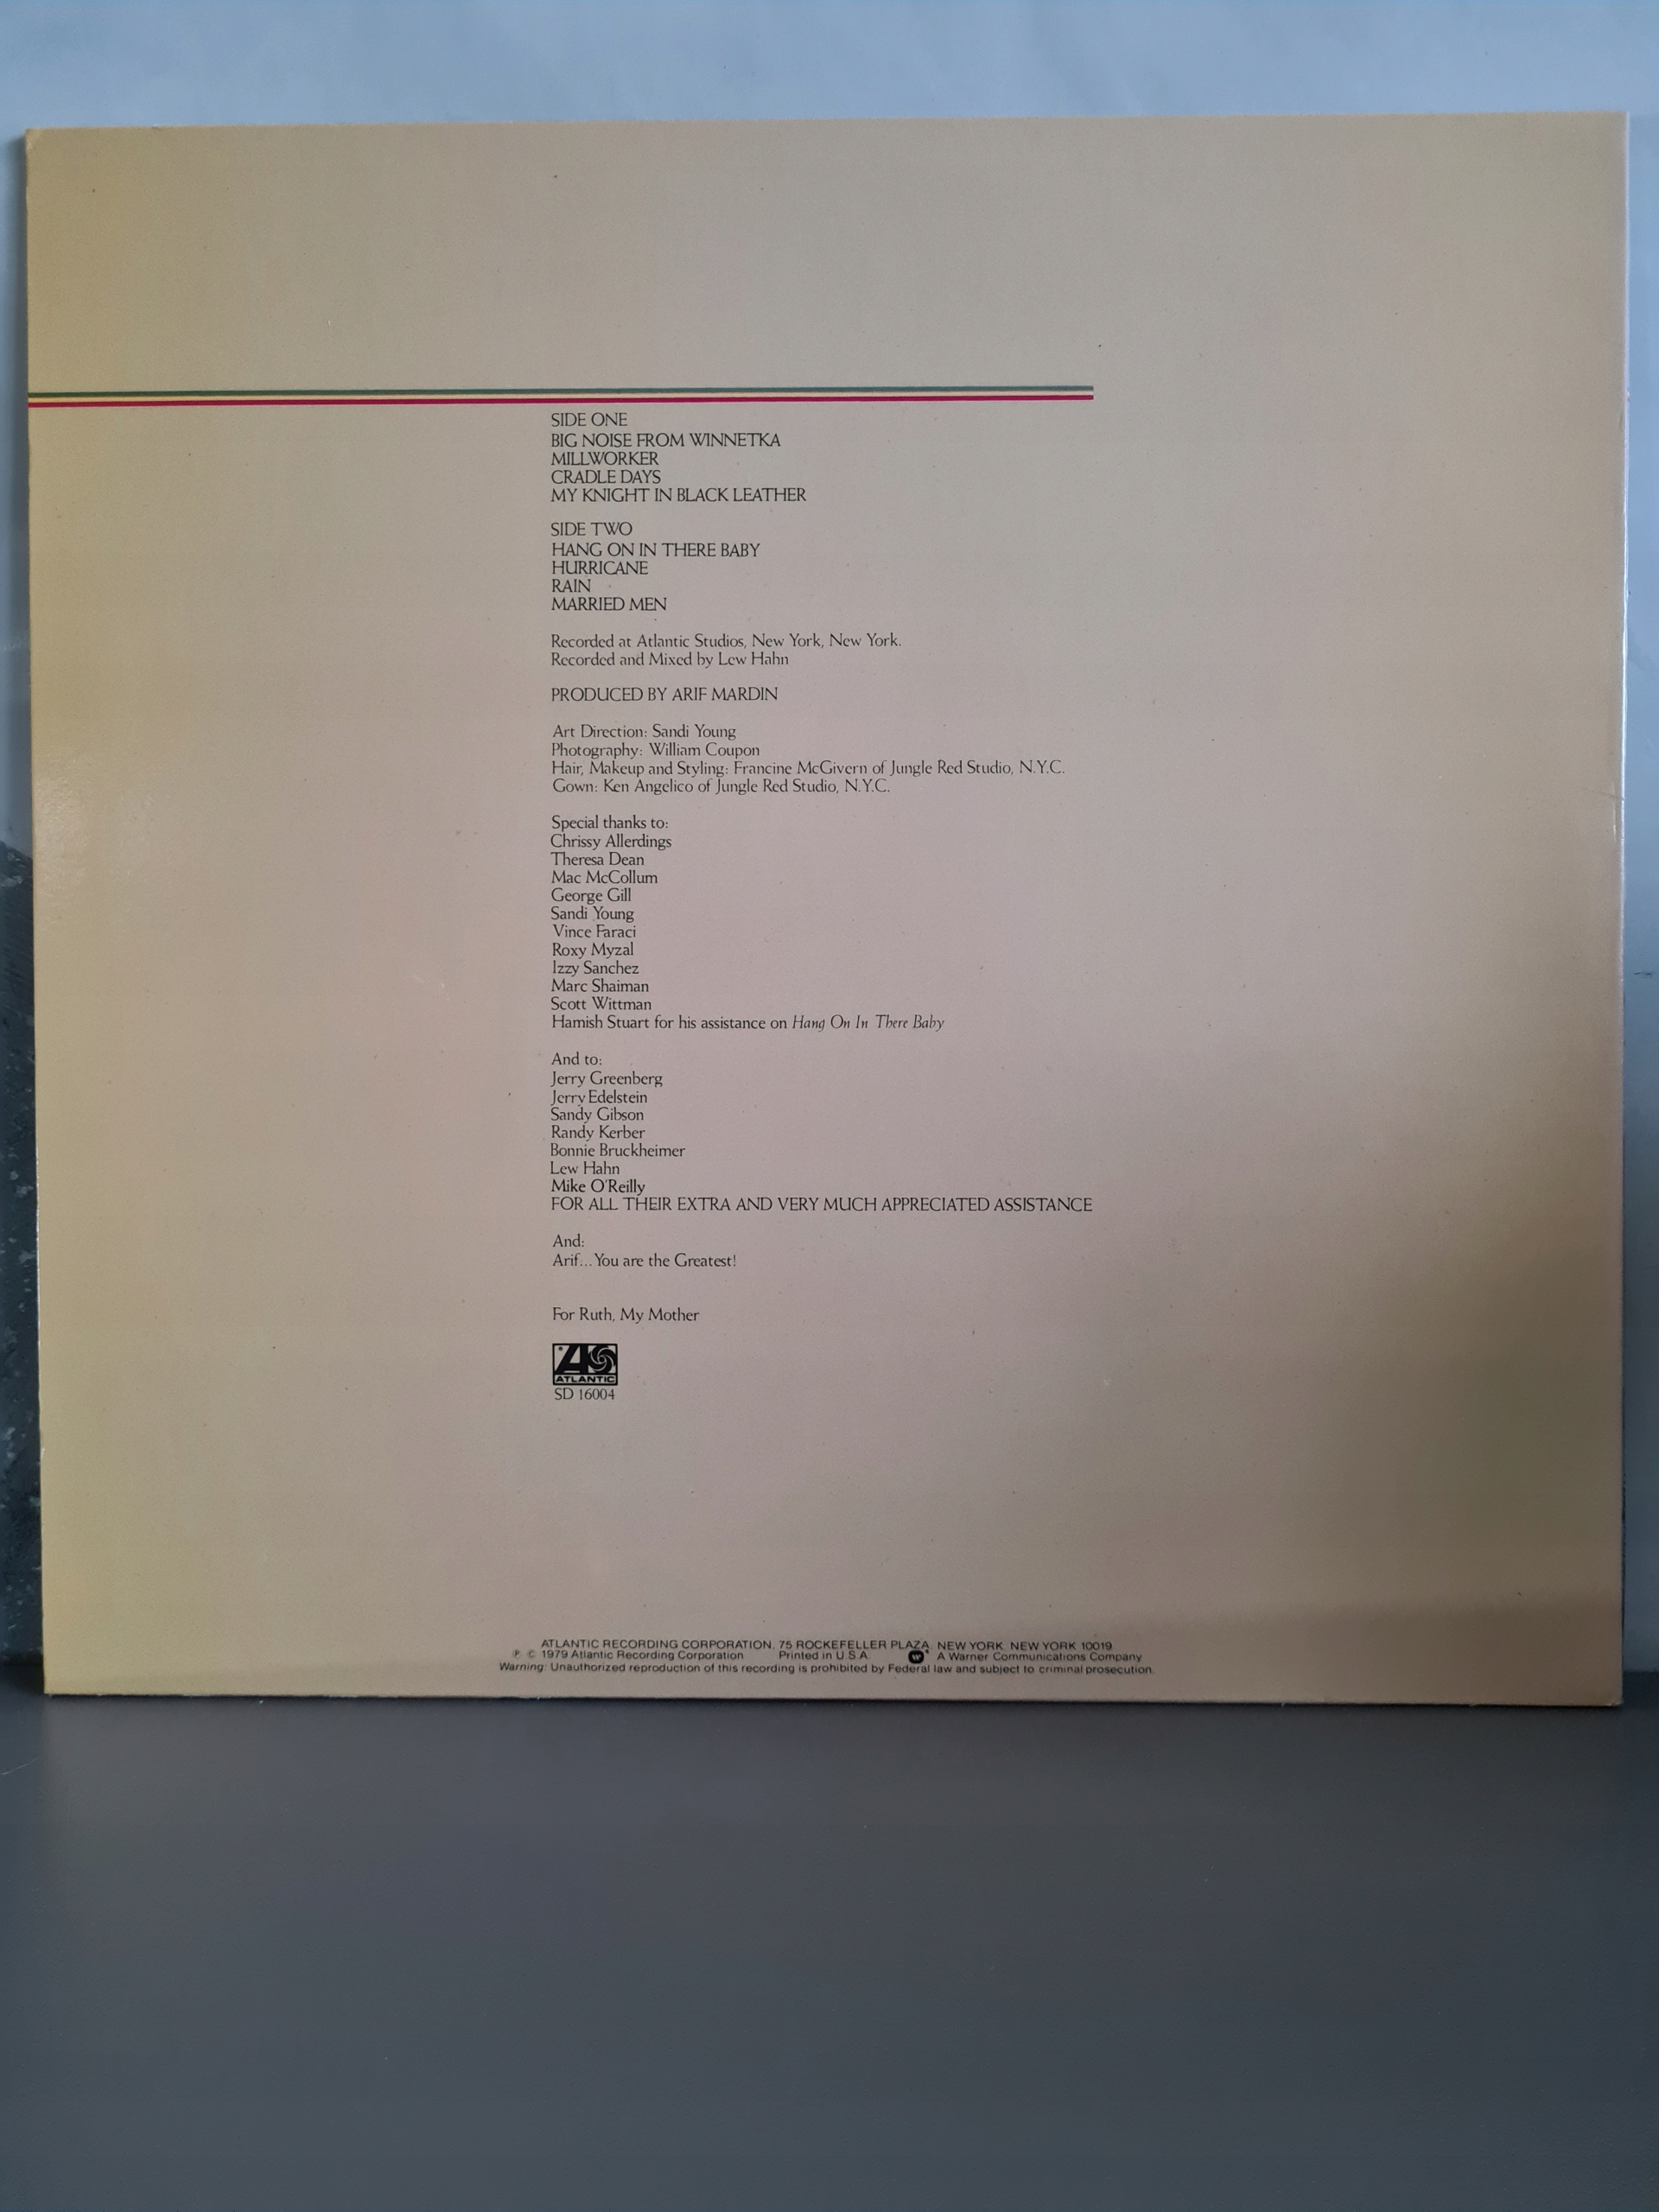 SIDE ONE
BIG NOISE FROM WINNETKA
MILLWORKER
CRADLE DAYS
MY KNIGHT IN BLACK LEATHER
SIDE TWO
HANG ON IN THERE BABY
HURRICANE
RAIN
MARRIED MEN
Recorded at Atlantic Studios, New York, New York.
Recorded and Mixed by Lew Hahn
PRODUCED BY ARIF MARDIN
Art Direction: Sandi Young
Photography: William Coupon
Hair, Makeup and Styling: Francine McGivern of Jungle Red Studio, N.Y.C.
Gown: Ken Angelico of Jungle Red Studio, N.Y.C.
Special thanks to:
Chrissy Allerdings
Theresa Dean
Mac McCollum
George Gill
Sandi Young
Vince Faraci
Roxy Myzal
Izzy Sanchez
Marc Shaiman
Scott Wittman
Hamish Stuart for his assistance on Hang On In There Baby
And to:
Jerry Greenberg
Jerry Edelstein
Sandy Gibson
Randy Kerber
Bonnie Bruckheimer
Lew Hahn
Mike O'Reilly
FOR ALL THEIR EXTRA AND VERY MUCH APPRECIATED ASSISTANCE
And:
Arif... You are the Greatest!
For Ruth, My Mother
ATLANTIC
SD 16004
ATLANTIC RECORDING CORPORATION, 75 ROCKEFELLER PLAZA, NEW YORK, NEW YORK 10019
℗ © 1979 Atlantic Recording Corporation Printed in U.S.A. W ® A Warner Communications Company
Warning: Unauthorized reproduction of this recording is prohibited by Federal law and subject to criminal prosecution.